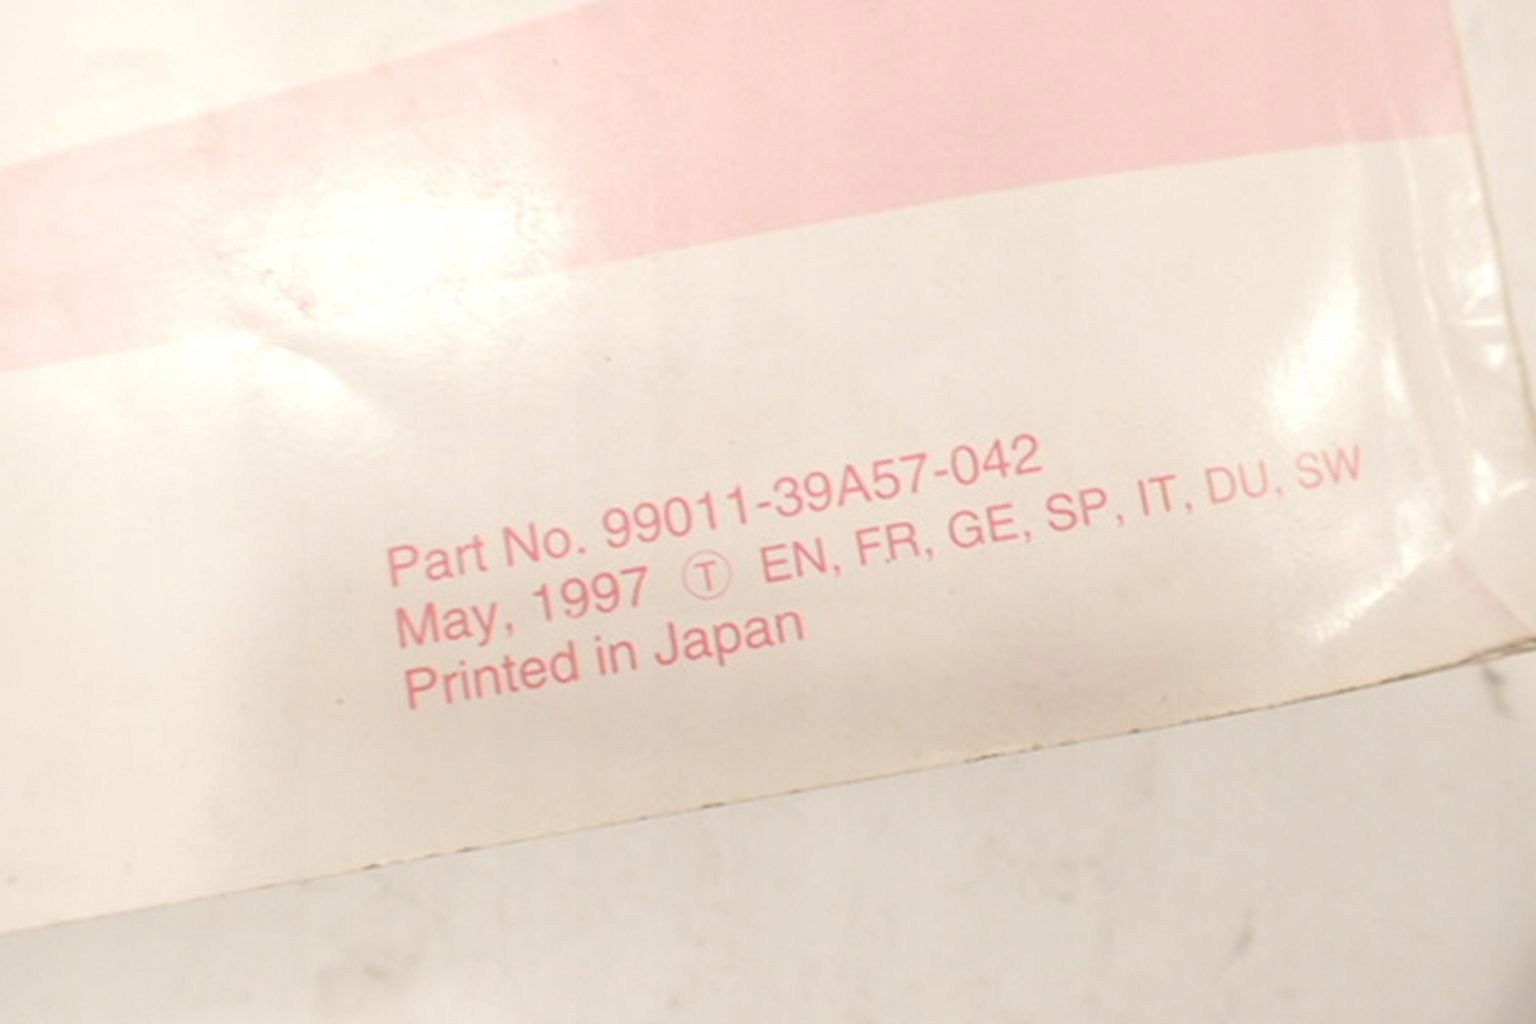 Part No. 99011-39A57-042
May, 1997 Ⓣ EN, FR, GE, SP, IT, DU, SW
Printed in Japan